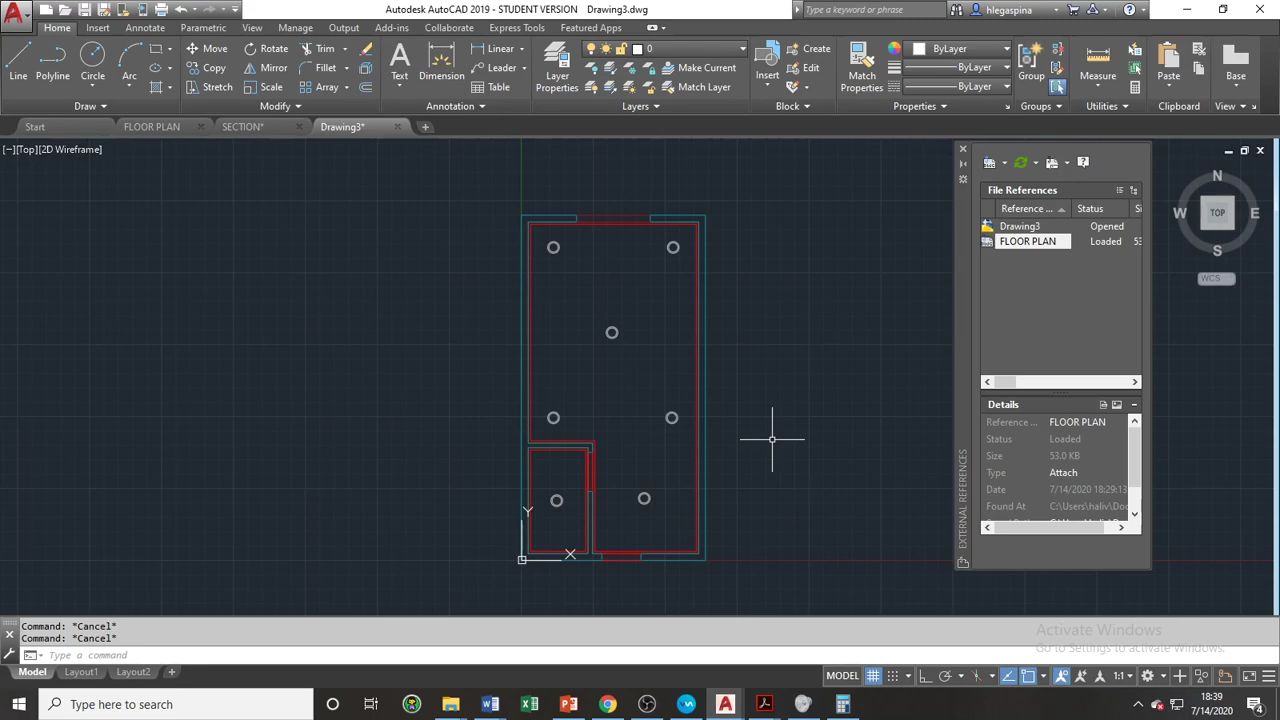 Autodesk AutoCAD 2019 - STUDENT VERSION Drawing3.dwg
Type a keyword or phrase
hlegaspina
Home Insert Annotate Parametric View Manage Output Collaborate Express Tools Featured Apps
Line Polyline Circle Arc
Move Rotate Trim
Copy Mirror Fillet
Stretch Scale Array
Text Dimension
Linear
Leader
Table
Layer Properties
0
Make Current
Match Layer
Insert
Create
Edit
Match Properties
ByLayer
ByLayer
ByLayer
Group
Measure
Paste
Base
Draw Modify Annotation Layers Block Properties Groups Utilities Clipboard View
Start FLOOR PLAN SECTION* Drawing3*
[−][Top][2D Wireframe]
N
W TOP E
S
WCS
File References
Reference ... Status Si
Drawing3 Opened
FLOOR PLAN Loaded 53
Details
Reference ... FLOOR PLAN
Status Loaded
Size 53.0 KB
Type Attach
Date 7/14/2020 18:29:13
Found At C:\Users\haliv\Doc
EXTERNAL REFERENCES
Y
X
Command: *Cancel*
Command: *Cancel*
Type a command
Activate Windows
Go to Settings to activate Windows.
Model Layout1 Layout2
MODEL
1:1
Type here to search
18:39
7/14/2020
4